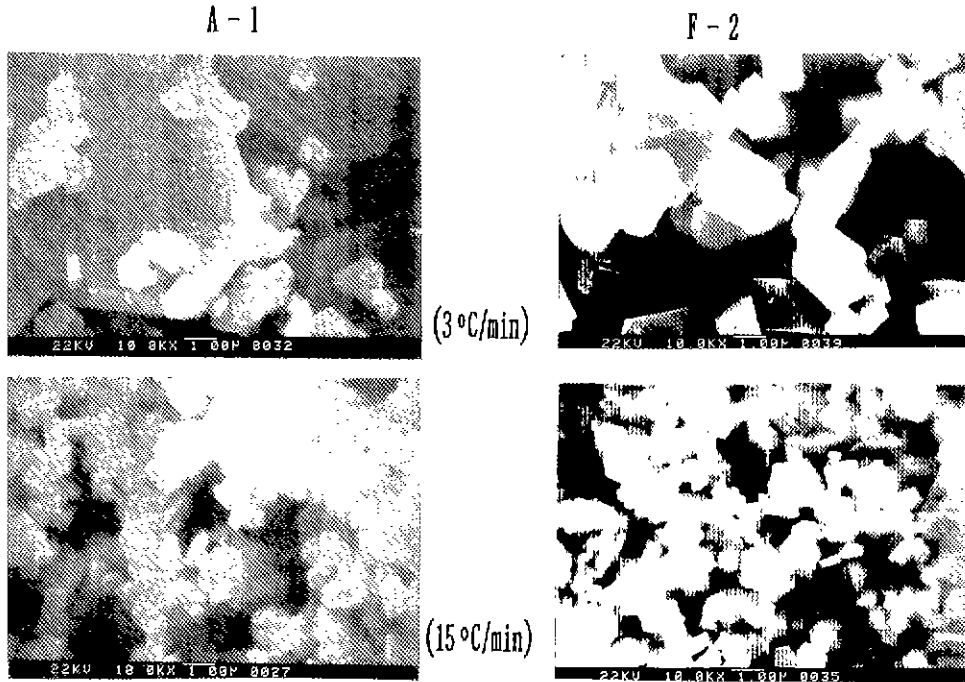 A - 1
F - 2
22KV 10.0KX 1.00µ 0032
(3 °C/min)
22KV 10.0KX 1.00µ 0039
22KV 10.0KX 1.00µ 0027
(15 °C/min)
22KV 10.0KX 1.00µ 0035